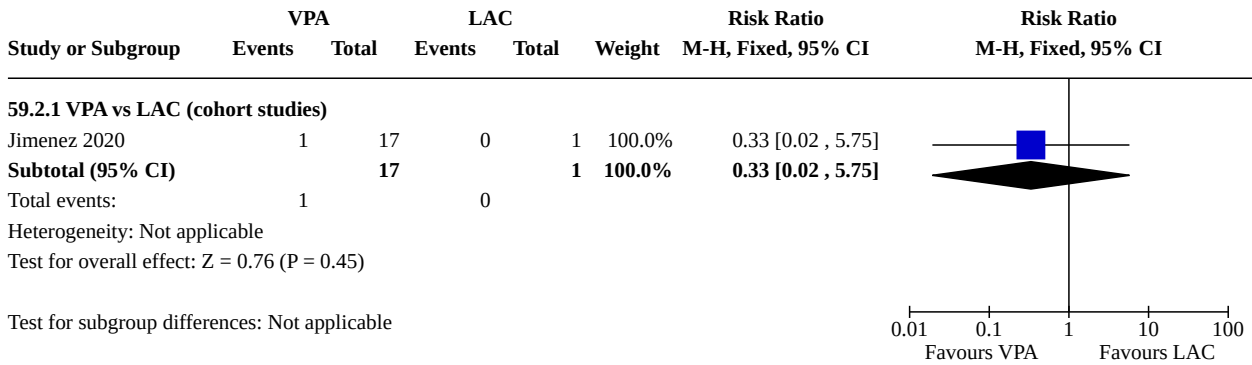 VPA LAC Risk Ratio Risk Ratio
Study or Subgroup Events Total Events Total Weight M-H, Fixed, 95% CI M-H, Fixed, 95% CI
59.2.1 VPA vs LAC (cohort studies)
Jimenez 2020 1 17 0 1 100.0% 0.33 [0.02 , 5.75]
Subtotal (95% CI) 17 1 100.0% 0.33 [0.02 , 5.75]
Total events: 1 0
Heterogeneity: Not applicable
Test for overall effect: Z = 0.76 (P = 0.45)
Test for subgroup differences: Not applicable
0.01 0.1 1 10 100
Favours VPA Favours LAC